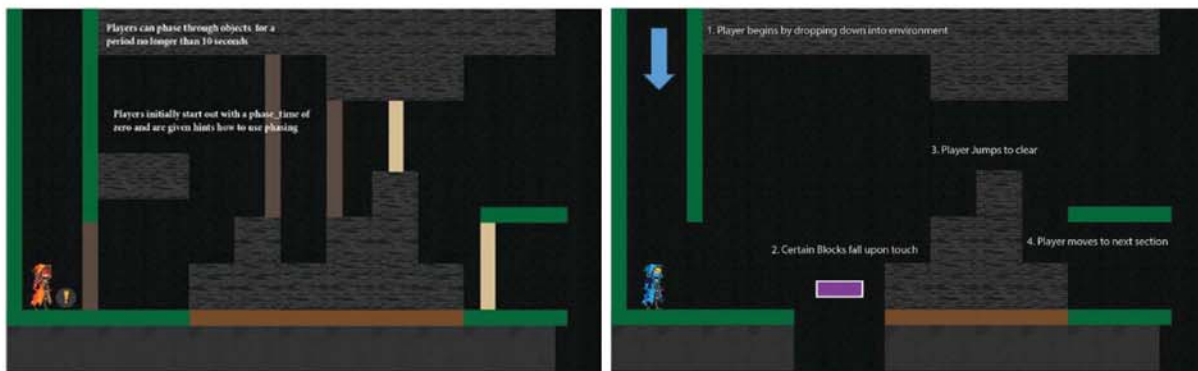 Players can phase through objects for a
period no longer than 10 seconds
Players initially start out with a phase_time of
zero and are given hints how to use phasing
1. Player begins by dropping down into environment
3. Player Jumps to clear
2. Certain Blocks fall upon touch
4. Player moves to next section